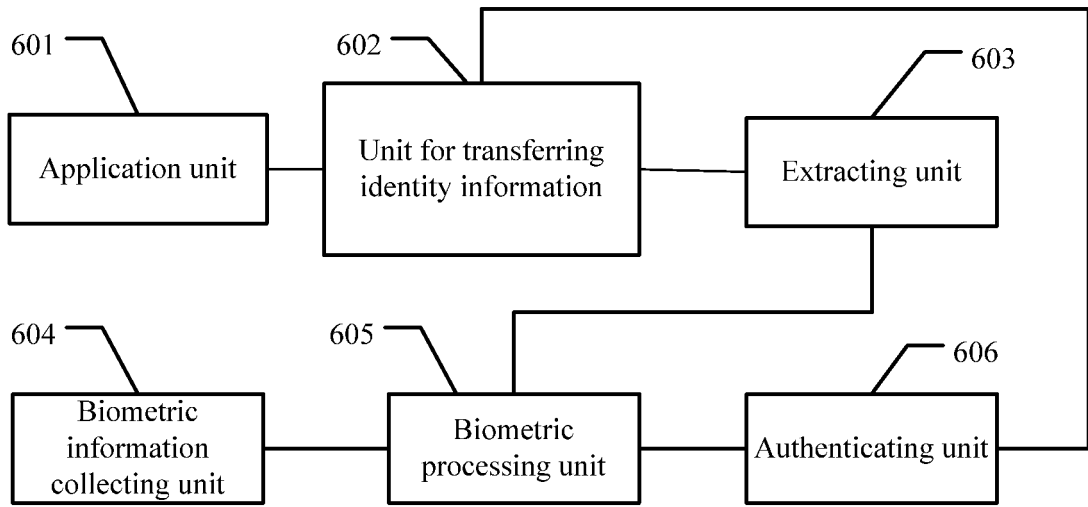 601
602
603
Application unit
Unit for transferring
identity information
Extracting unit
604
605
606
Biometric
information
collecting unit
Biometric
processing unit
Authenticating unit